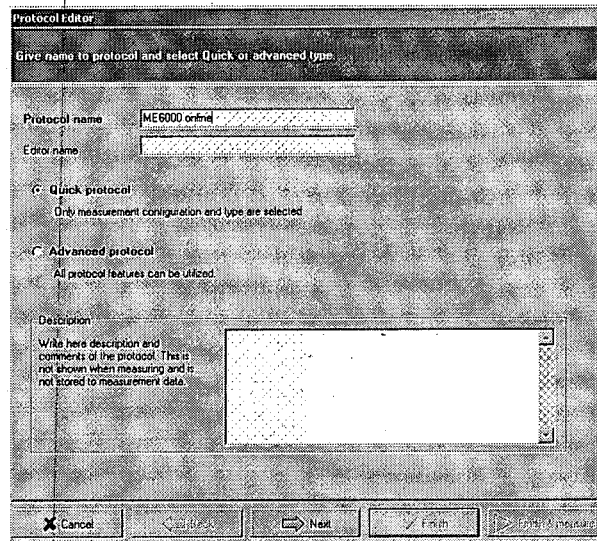 Protocol Editor
Give name to protocol and select Quick or advanced type.
Protocol name
ME6000 online
Editor name
Quick protocol
Only measurement configuration and type are selected
Advanced protocol
All protocol features can be utilized.
Description
Write here description and
comments of the protocol. This is
not shown when measuring and is
not stored to measurement data.
Cancel
Back
Next
Finish
Finish & measure